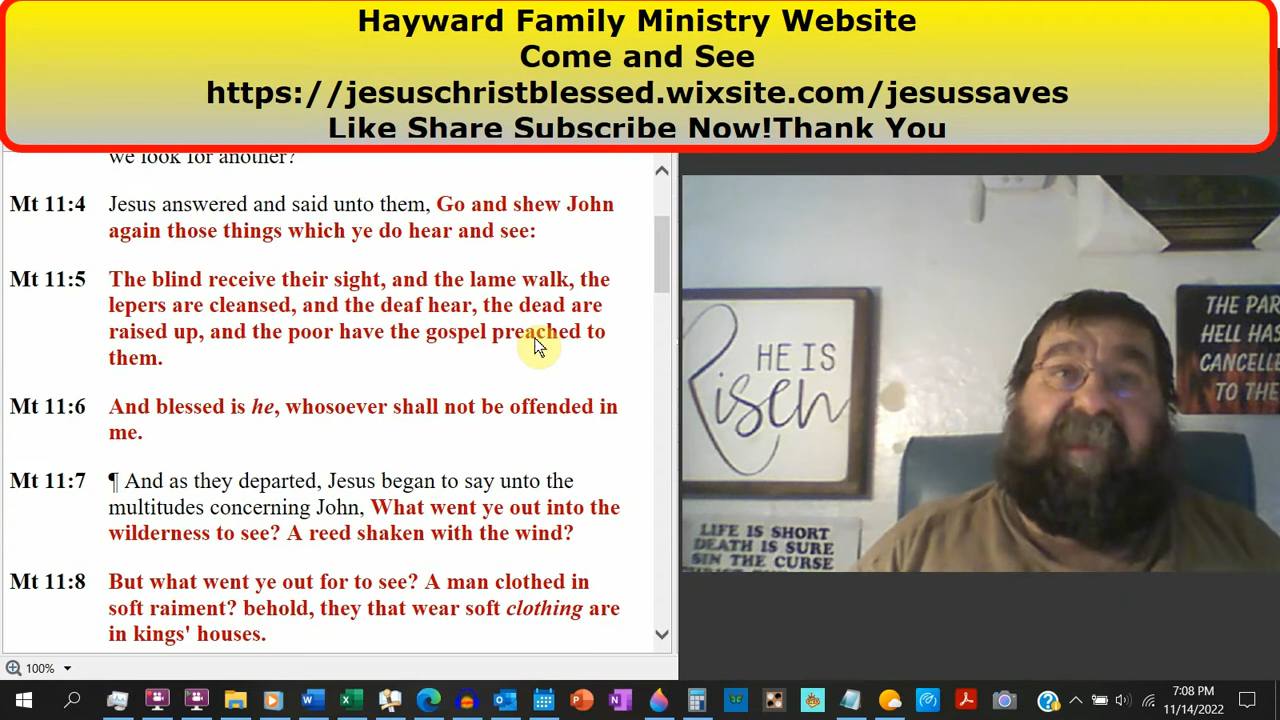 Hayward Family Ministry Website
Come and See
https://jesuschristblessed.wixsite.com/jesussaves
Like Share Subscribe Now!Thank You
we look for another?
Mt 11:4 Jesus answered and said unto them, Go and shew John
again those things which ye do hear and see:
Mt 11:5 The blind receive their sight, and the lame walk, the
lepers are cleansed, and the deaf hear, the dead are
raised up, and the poor have the gospel preached to
them.
Mt 11:6 And blessed is he, whosoever shall not be offended in
me.
Mt 11:7 ¶ And as they departed, Jesus began to say unto the
multitudes concerning John, What went ye out into the
wilderness to see? A reed shaken with the wind?
Mt 11:8 But what went ye out for to see? A man clothed in
soft raiment? behold, they that wear soft clothing are
in kings' houses.
HE IS
Risen
THE PAR
HELL HAS
CANCELLE
TO THE
LIFE IS SHORT
DEATH IS SURE
SIN THE CURSE
100%
7:08 PM
11/14/2022